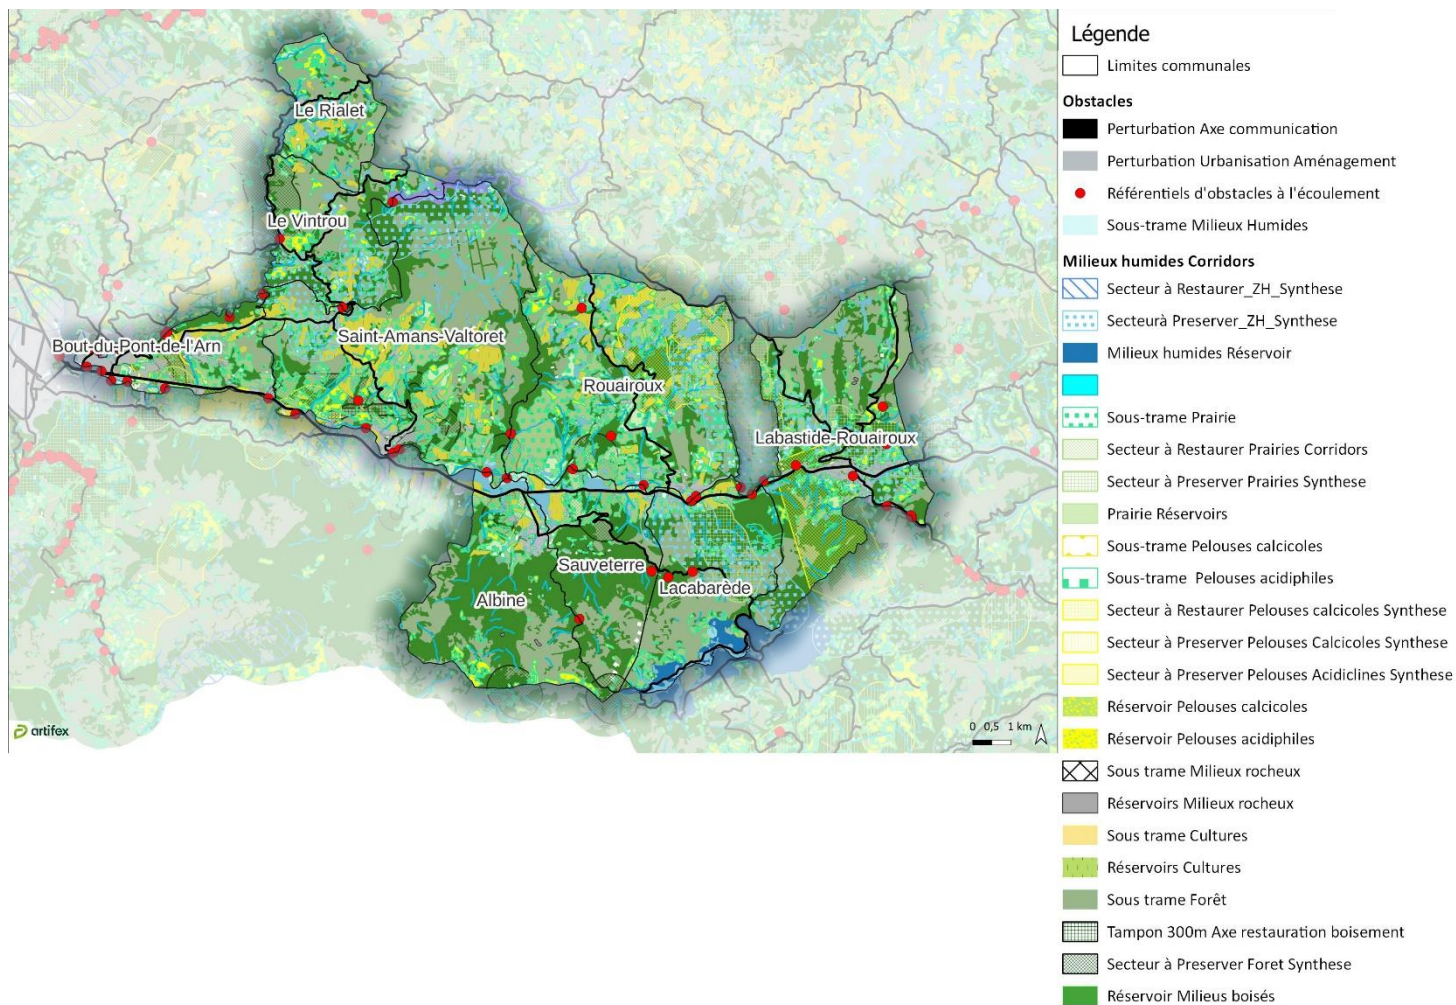 Le Rialet
Le Vintrou
Bout-du-Pont-de-l'Arn
Saint-Amans-Valtoret
Rouairoux
Labastide-Rouairoux
Sauveterre
Lacabarède
Albine
artifex
0 0,5 1 km
Légende
Limites communales
Obstacles
Perturbation Axe communication
Perturbation Urbanisation Aménagement
Référentiels d'obstacles à l'écoulement
Sous-trame Milieux Humides
Milieux humides Corridors
Secteur à Restaurer_ZH_Synthese
Secteurà Preserver_ZH_Synthese
Milieux humides Réservoir
Sous-trame Prairie
Secteur à Restaurer Prairies Corridors
Secteur à Preserver Prairies Synthese
Prairie Réservoirs
Sous-trame Pelouses calcicoles
Sous-trame Pelouses acidiphiles
Secteur à Restaurer Pelouses calcicoles Synthese
Secteur à Preserver Pelouses Calcicoles Synthese
Secteur à Preserver Pelouses Acidiclines Synthese
Réservoir Pelouses calcicoles
Réservoir Pelouses acidiphiles
Sous trame Milieux rocheux
Réservoirs Milieux rocheux
Sous trame Cultures
Réservoirs Cultures
Sous trame Forêt
Tampon 300m Axe restauration boisement
Secteur à Preserver Foret Synthese
Réservoir Milieus boisés